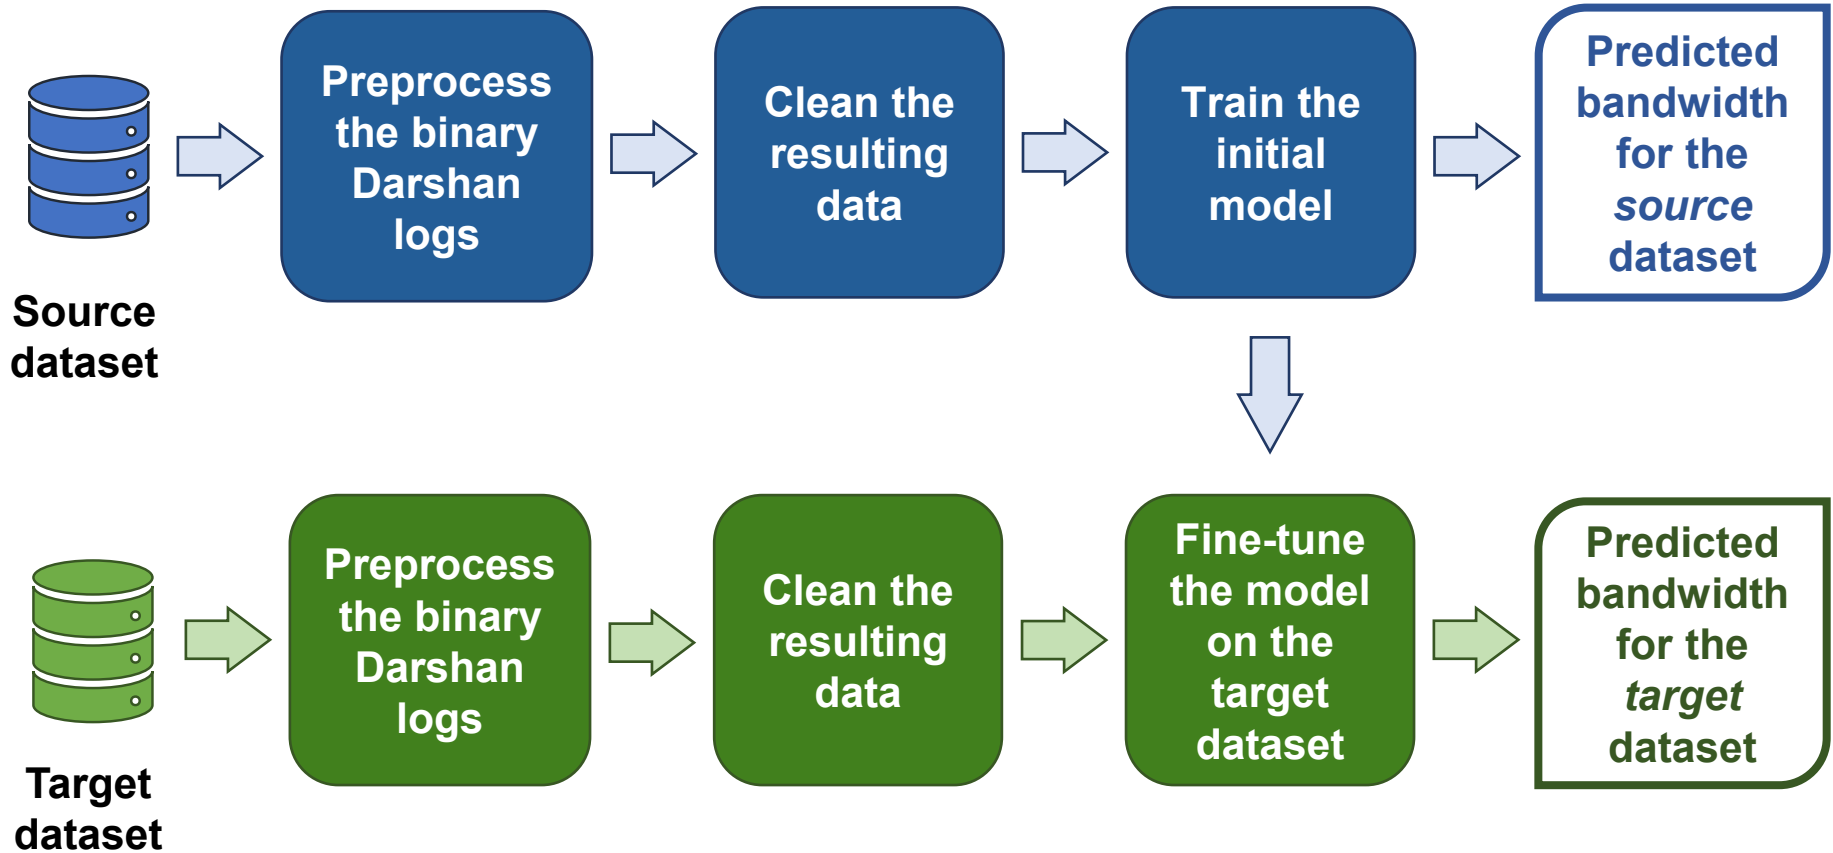 Source
dataset
Preprocess
the binary
Darshan
logs
Clean the
resulting
data
Train the
initial
model
Predicted
bandwidth
for the
source
dataset
Target
dataset
Preprocess
the binary
Darshan
logs
Clean the
resulting
data
Fine-tune
the model
on the
target
dataset
Predicted
bandwidth
for the
target
dataset